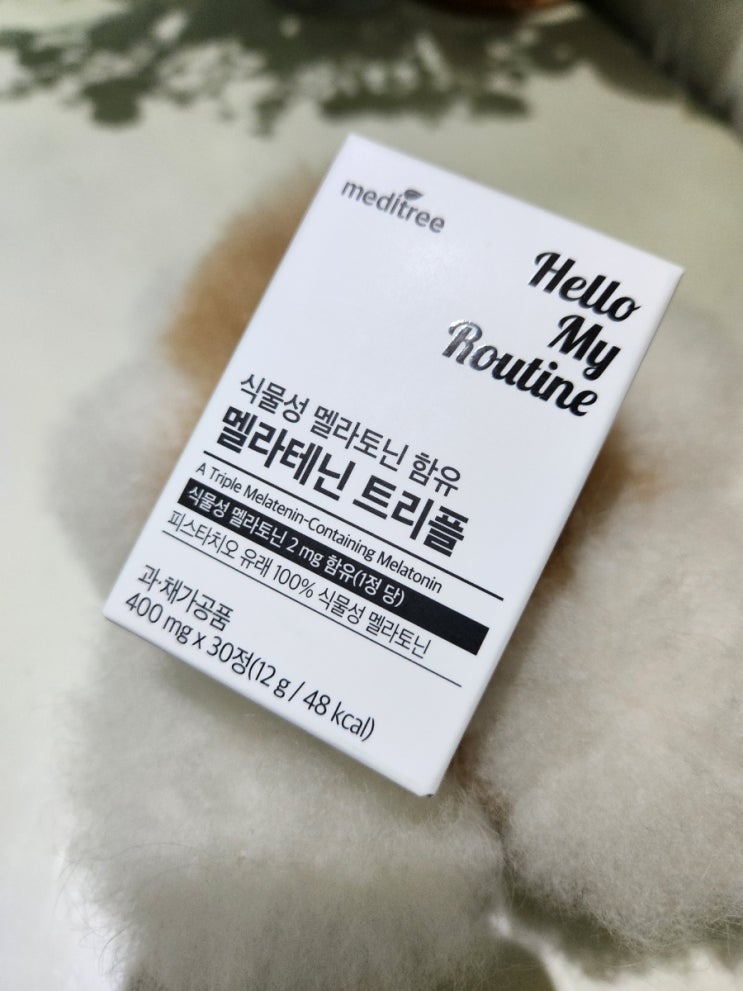 meditree
Hello
My
Routine
식물성 멜라토닌 함유
멜라테닌 트리플
A Triple Melatenin-Containing Melatonin
식물성 멜라토닌 2 mg 함유(1정 당)
피스타치오 유래 100% 식물성 멜라토닌
과·채가공품
400 mg x 30정(12 g / 48 kcal)